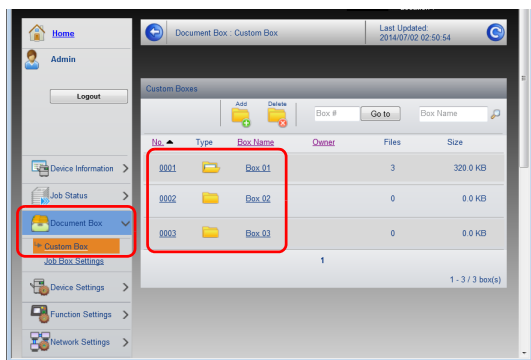 Home
Admin
Logout
Device Information
Job Status
Document Box
Custom Box
Job Box Settings
Device Settings
Function Settings
Network Settings
Document Box : Custom Box
Last Updated:
2014/07/02 02:50:54
Custom Boxes
Add Delete
Box # Go to Box Name
No. Type Box Name Owner Files Size
0001 Box 01 3 320.0 KB
0002 Box 02 0 0.0 KB
0003 Box 03 0 0.0 KB
1
1 - 3 / 3 box(s)